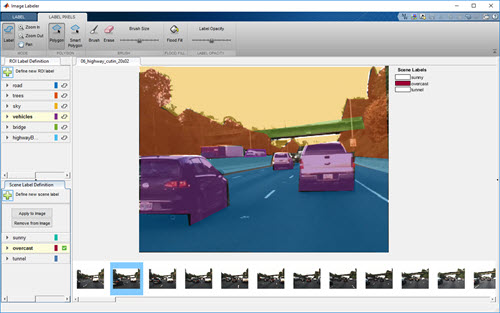 Image Labeler
LABEL
LABEL PIXELS
Label
Zoom In
Zoom Out
Pan
Polygon
Smart Polygon
Brush
Erase
Brush Size
Flood Fill
Label Opacity
MODE
POLYGON
BRUSH
FLOOD FILL
LABEL OPACITY
ROI Label Definition
Define new ROI label
road
trees
sky
vehicles
bridge
highwayB...
Scene Label Definition
Define new scene label
Apply to Image
Remove from Image
sunny
overcast
tunnel
06_highway_cutin_20s02
Scene Labels
sunny
overcast
tunnel